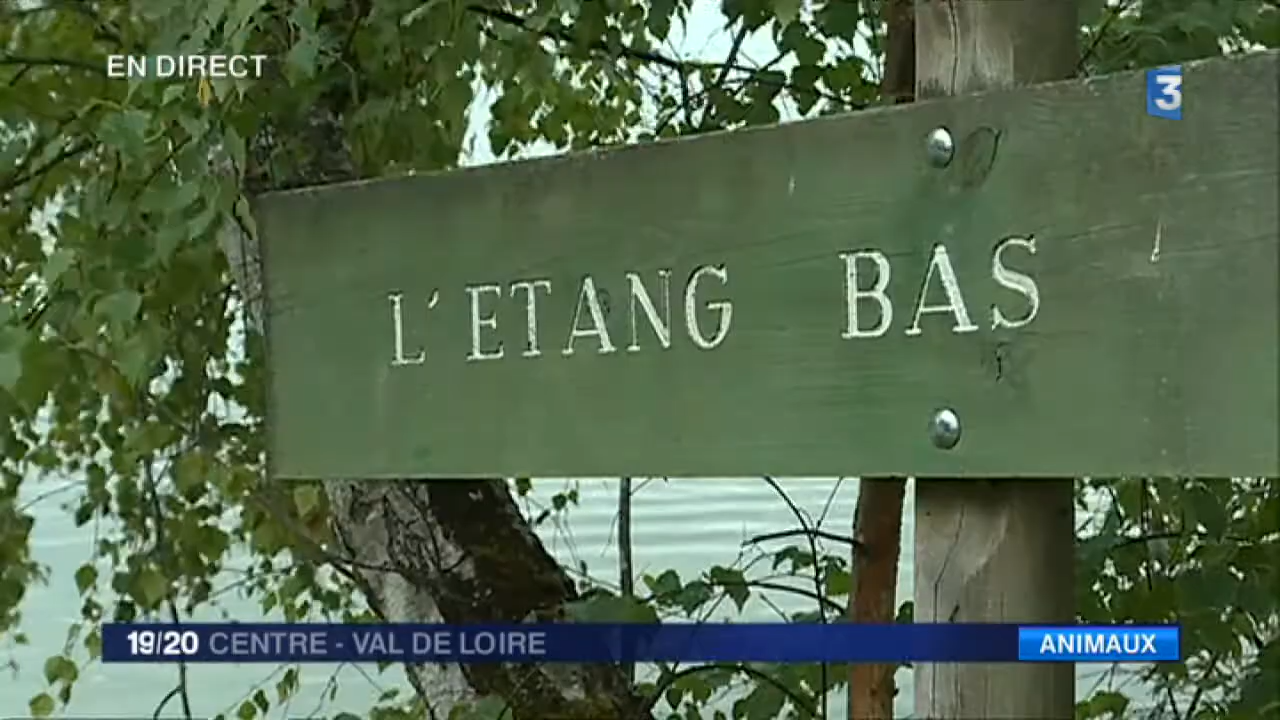 EN DIRECT
3
L'ETANG BAS
19/20 CENTRE - VAL DE LOIRE
ANIMAUX